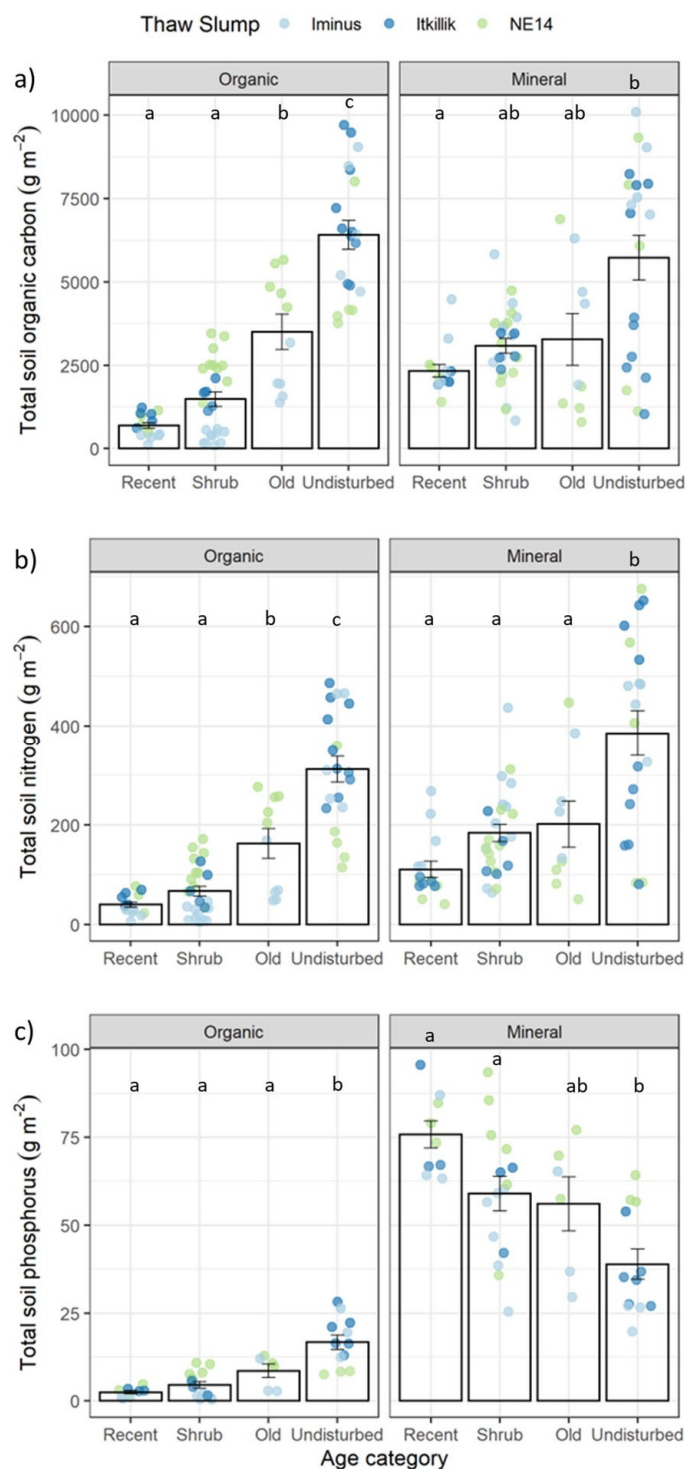 Thaw Slump Iminus Itkillik NE14
a)
Organic Mineral
a a b c a ab ab b
Total soil organic carbon (g m⁻²)
10000
7500
5000
2500
0
Recent Shrub Old Undisturbed Recent Shrub Old Undisturbed
b)
Organic Mineral
a a b c a a a b
Total soil nitrogen (g m⁻²)
600
400
200
0
Recent Shrub Old Undisturbed Recent Shrub Old Undisturbed
c)
Organic Mineral
a a a b a a ab b
Total soil phosphorus (g m⁻²)
100
75
50
25
0
Recent Shrub Old Undisturbed Recent Shrub Old Undisturbed
Age category